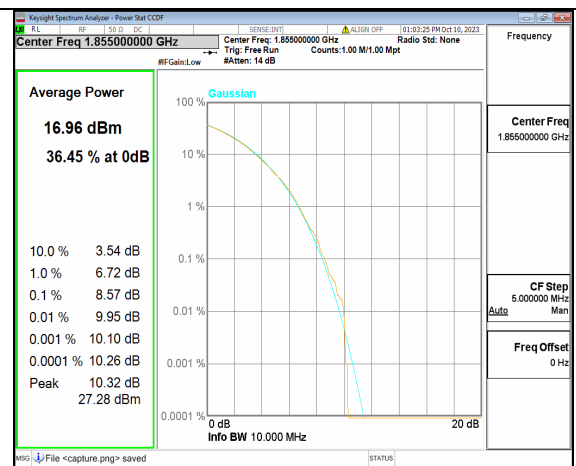 Keysight Spectrum Analyzer - Power Stat CCDF
RL RF 50 Ω DC SENSE:INT ALIGN OFF 01:03:25 PM Oct 10, 2023
Center Freq 1.855000000 GHz
Center Freq: 1.855000000 GHz Radio Std: None
Trig: Free Run Counts:1.00 M/1.00 Mpt
#IFGain:Low #Atten: 14 dB
Frequency
Average Power
16.96 dBm
36.45 % at 0dB
10.0 % 3.54 dB
1.0 % 6.72 dB
0.1 % 8.57 dB
0.01 % 9.95 dB
0.001 % 10.10 dB
0.0001 % 10.26 dB
Peak 10.32 dB
27.28 dBm
Gaussian
100 %
10 %
1 %
0.1 %
0.01 %
0.001 %
0.0001 %
0 dB 20 dB
Info BW 10.000 MHz
Center Freq
1.855000000 GHz
CF Step
5.000000 MHz
Auto Man
Freq Offset
0 Hz
MSG File <capture.png> saved STATUS